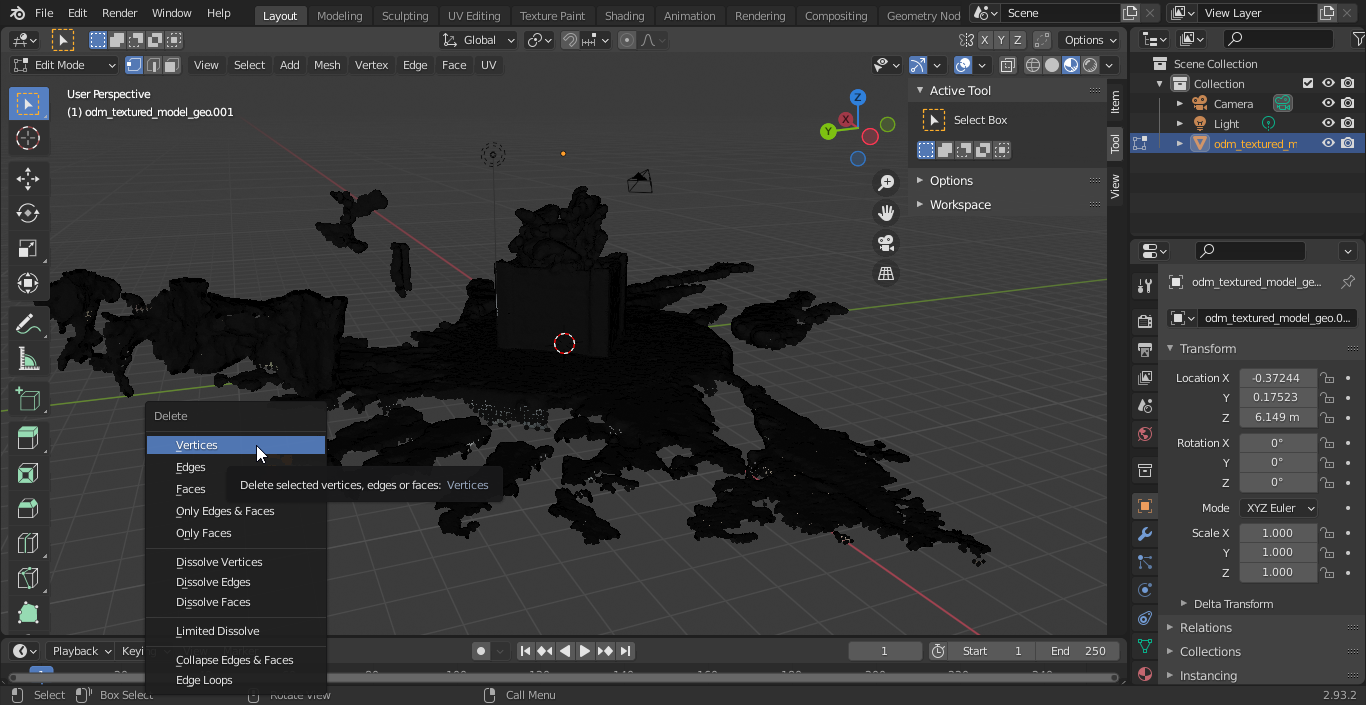 File Edit Render Window Help Layout Modeling Sculpting UV Editing Texture Paint Shading Animation Rendering Compositing Geometry Nod Scene View Layer
Global X Y Z Options
Edit Mode View Select Add Mesh Vertex Edge Face UV
User Perspective
(1) odm_textured_model_geo.001
Z
X
Y
Active Tool
Select Box
Options
Workspace
Item
Tool
View
Scene Collection
Collection
Camera
Light
odm_textured_m
odm_textured_model_ge...
odm_textured_model_geo.0...
Transform
Location X -0.37244
Y 0.17523
Z 6.149 m
Rotation X 0°
Y 0°
Z 0°
Mode XYZ Euler
Scale X 1.000
Y 1.000
Z 1.000
Delta Transform
Relations
Collections
Instancing
Delete
Vertices
Edges
Faces
Only Edges & Faces
Only Faces
Dissolve Vertices
Dissolve Edges
Dissolve Faces
Limited Dissolve
Collapse Edges & Faces
Edge Loops
Delete selected vertices, edges or faces: Vertices
Playback Keyi 1 Start 1 End 250
Select Box Select Rotate View Call Menu 2.93.2